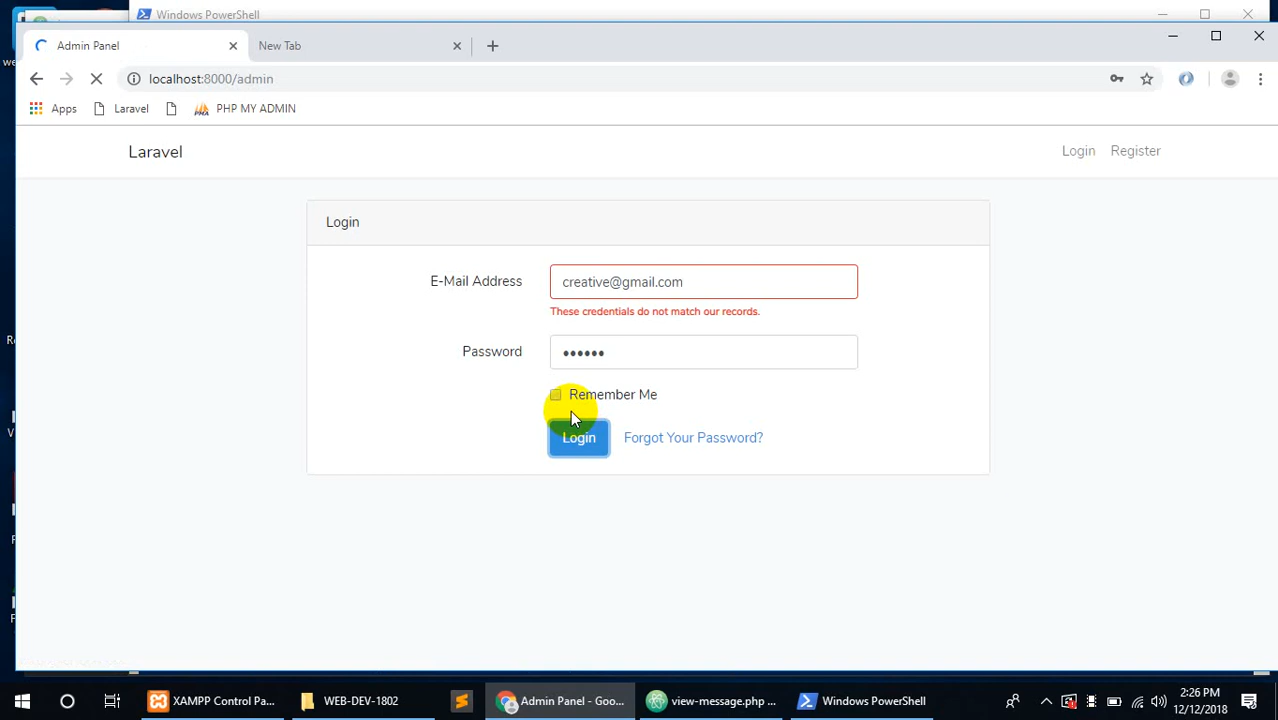 Windows PowerShell
Admin Panel
New Tab
localhost:8000/admin
Apps
Laravel
PHP MY ADMIN
Laravel
Login
Register
Login
E-Mail Address
creative@gmail.com
These credentials do not match our records.
Password
Remember Me
Login
Forgot Your Password?
XAMPP Control Pa...
WEB-DEV-1802
Admin Panel - Goo...
view-message.php ...
Windows PowerShell
2:26 PM
12/12/2018